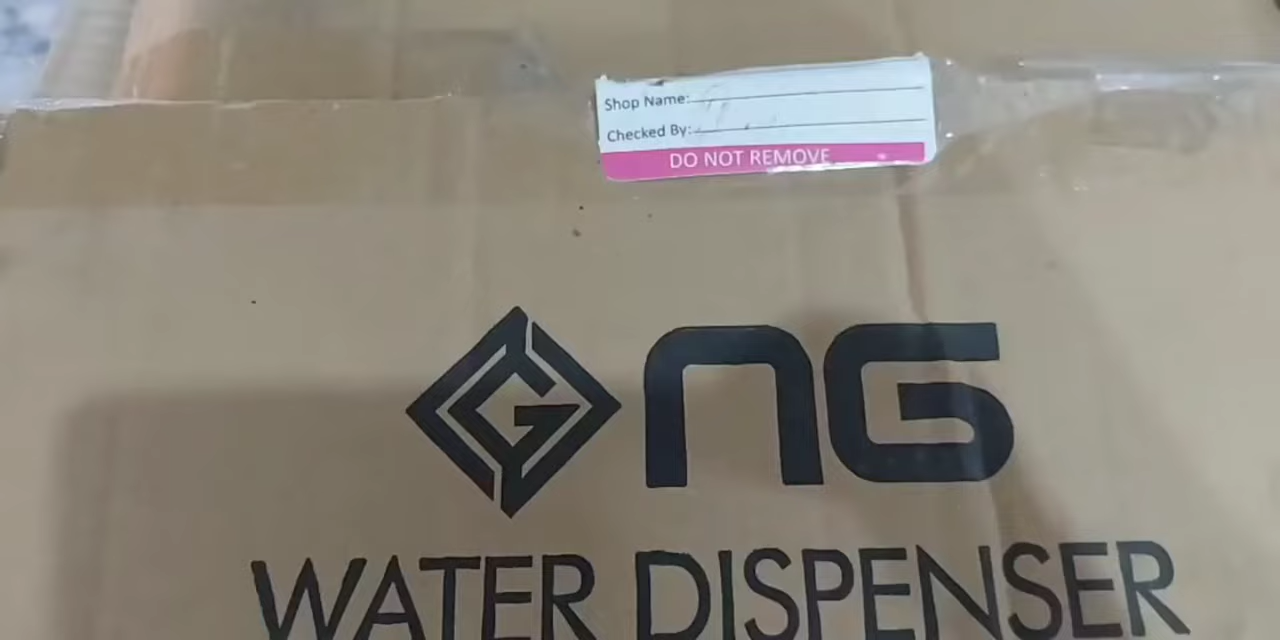 Shop Name:
Checked By:
DO NOT REMOVE
NG
WATER DISPENSER